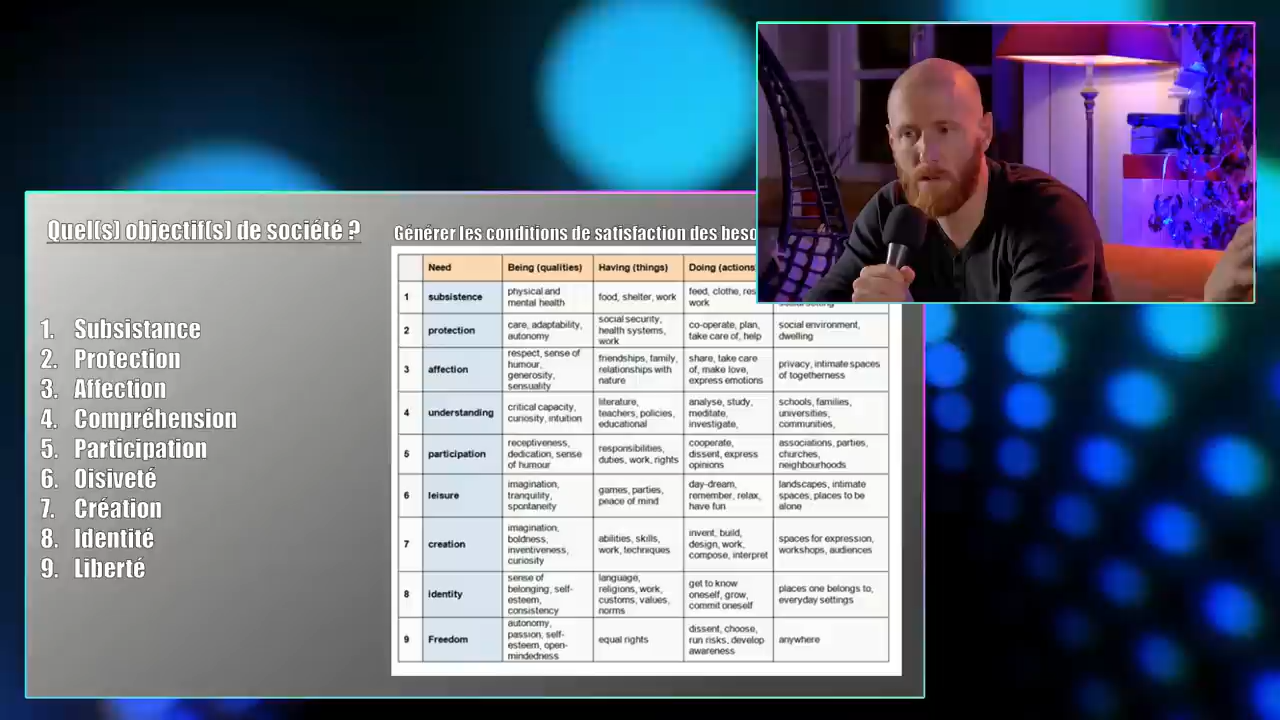 Quel(s) objectif(s) de société ?
1. Subsistance
2. Protection
3. Affection
4. Compréhension
5. Participation
6. Oisiveté
7. Création
8. Identité
9. Liberté
Générer les conditions de satisfaction des
Need Being (qualities) Having (things) Doing (actions
1 subsistence physical and mental health food, shelter, work feed, clothe, work
2 protection care, adaptability, autonomy social security, health systems, work co-operate, plan, take care of, help social environment, dwelling
3 affection respect, sense of humour, generosity, sensuality friendships, family, relationships with nature share, take care of, make love, express emotions privacy, intimate spaces of togetherness
4 understanding critical capacity, curiosity, intuition literature, teachers, policies, educational analyse, study, meditate, investigate, schools, families, universities, communities,
5 participation receptiveness, dedication, sense of humour responsibilities, duties, work, rights cooperate, dissent, express opinions associations, parties, churches, neighbourhoods
6 leisure imagination, tranquility, spontaneity games, parties, peace of mind day-dream, remember, relax, have fun landscapes, intimate spaces, places to be alone
7 creation imagination, boldness, inventiveness, curiosity abilities, skills, work, techniques invent, build, design, work, compose, interpret spaces for expression, workshops, audiences
8 identity sense of belonging, self-esteem, consistency language, religions, work, customs, values, norms get to know oneself, grow, commit oneself places one belongs to, everyday settings
9 Freedom autonomy, passion, self-esteem, open-mindedness equal rights dissent, choose, run risks, develop awareness anywhere